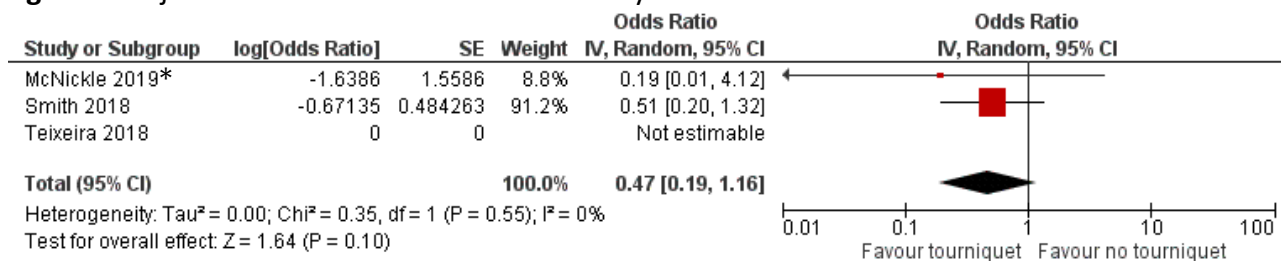 Odds Ratio Odds Ratio
Study or Subgroup log[Odds Ratio] SE Weight IV, Random, 95% CI IV, Random, 95% CI
McNickle 2019* -1.6386 1.5586 8.8% 0.19 [0.01, 4.12]
Smith 2018 -0.67135 0.484263 91.2% 0.51 [0.20, 1.32]
Teixeira 2018 0 0 Not estimable
Total (95% CI) 100.0% 0.47 [0.19, 1.16]
Heterogeneity: Tau² = 0.00; Chi² = 0.35, df = 1 (P = 0.55); I² = 0%
Test for overall effect: Z = 1.64 (P = 0.10)
0.01 0.1 1 10 100
Favour tourniquet Favour no tourniquet